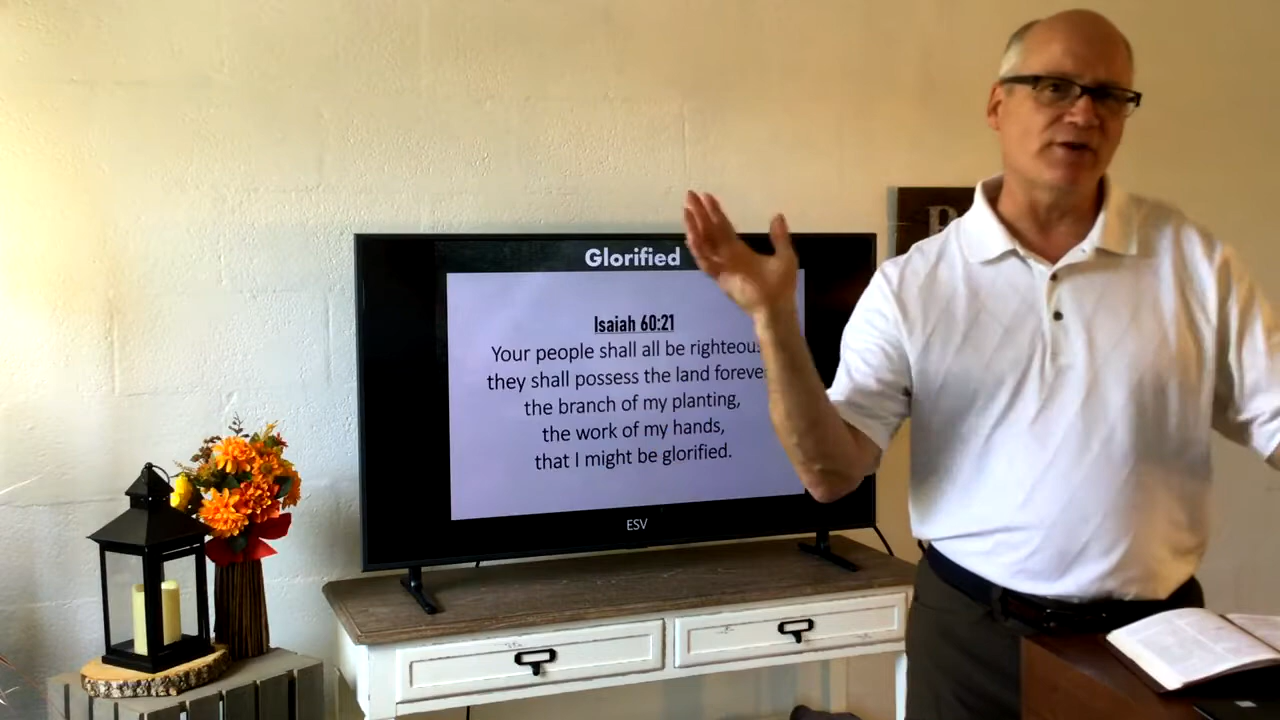 Glorified
Isaiah 60:21
Your people shall all be righteous
they shall possess the land forever
the branch of my planting,
the work of my hands,
that I might be glorified.
ESV